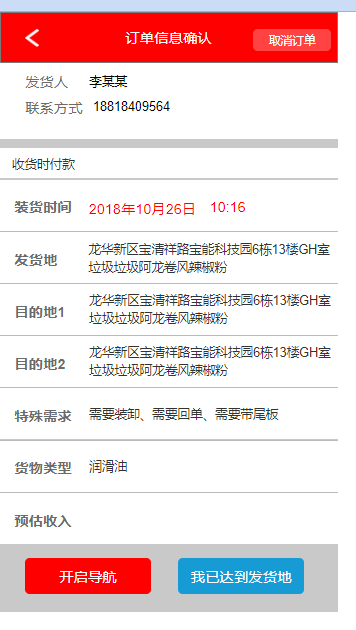 订单信息确认 取消订单
发货人 李某某
联系方式 18818409564
收货时付款
装货时间 2018年10月26日 10:16
发货地 龙华新区宝清祥路宝能科技园6栋13楼GH室
垃圾垃圾阿龙卷风辣椒粉
目的地1 龙华新区宝清祥路宝能科技园6栋13楼GH室
垃圾垃圾阿龙卷风辣椒粉
目的地2 龙华新区宝清祥路宝能科技园6栋13楼GH室
垃圾垃圾阿龙卷风辣椒粉
特殊需求 需要装卸、需要回单、需要带尾板
货物类型 润滑油
预估收入
开启导航 我已达到发货地